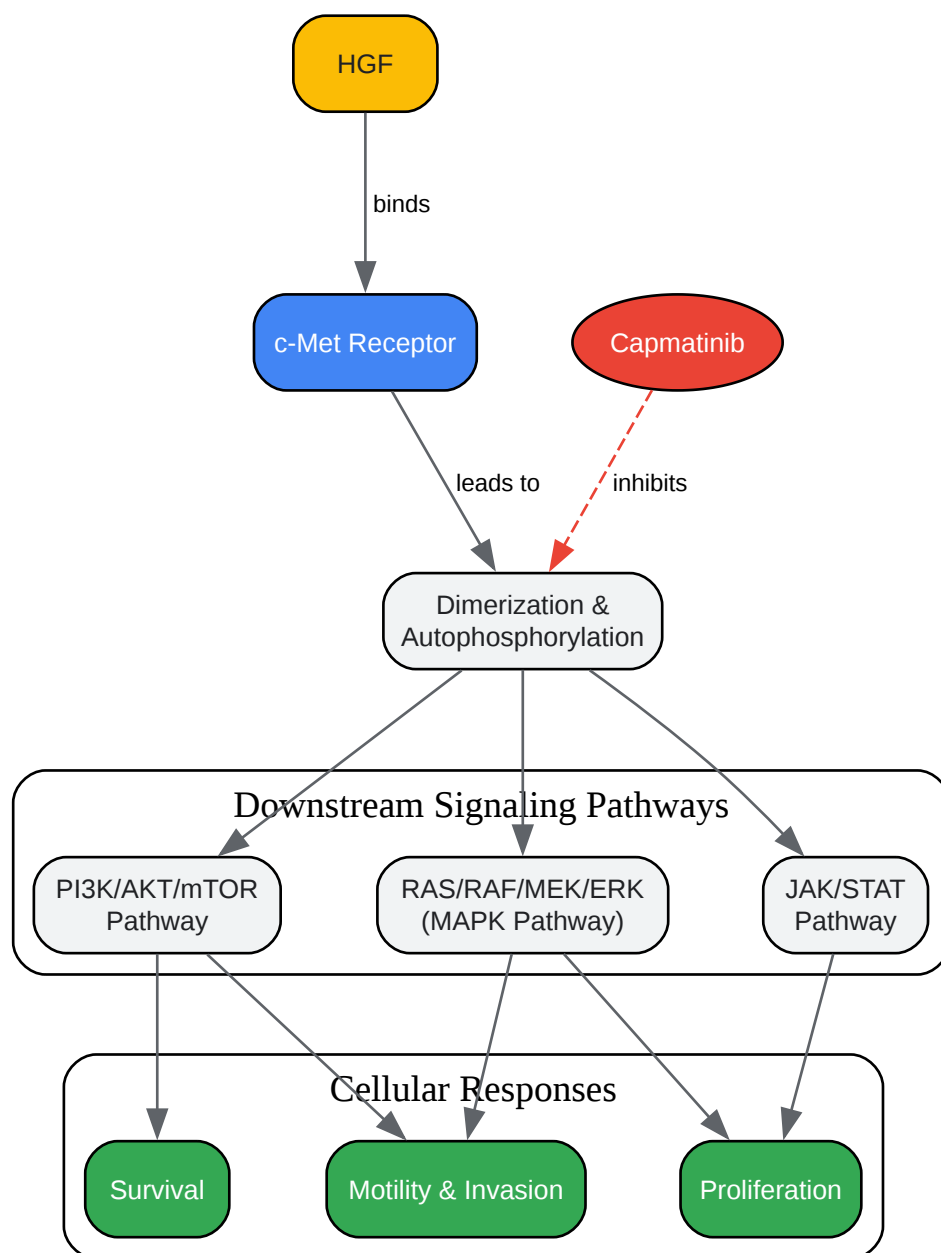 HGF
binds
c-Met Receptor
Capmatinib
leads to
inhibits
Dimerization &
Autophosphorylation
Downstream Signaling Pathways
PI3K/AKT/mTOR
Pathway
RAS/RAF/MEK/ERK
(MAPK Pathway)
JAK/STAT
Pathway
Cellular Responses
Survival
Motility & Invasion
Proliferation